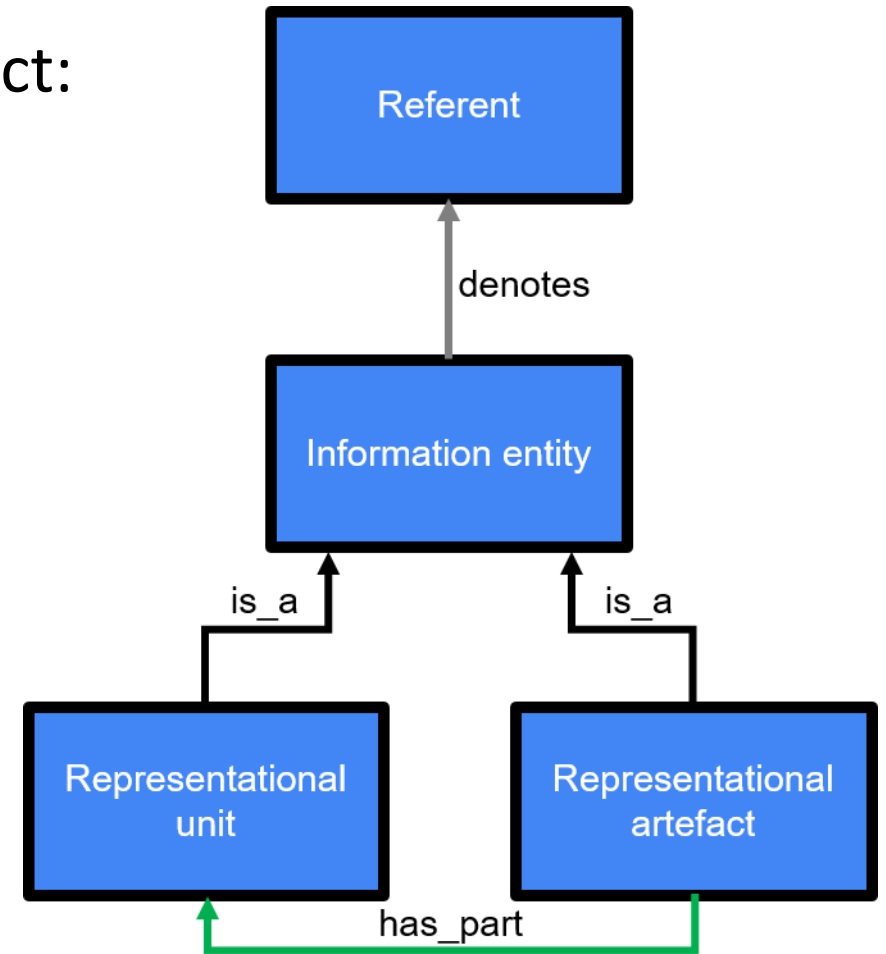 ct:
Referent
denotes
Information entity
is_a
is_a
Representational
unit
Representational
artefact
has_part